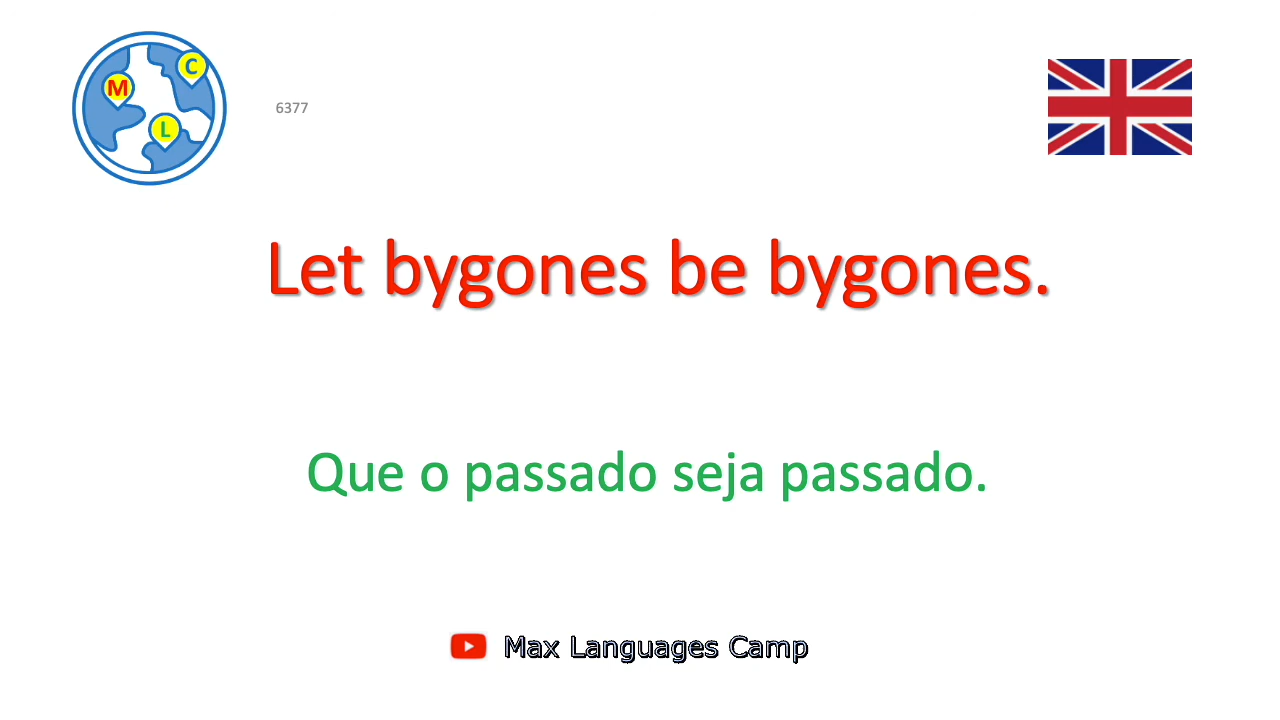 C
M
L
6377
Let bygones be bygones.
Que o passado seja passado.
Max Languages Camp